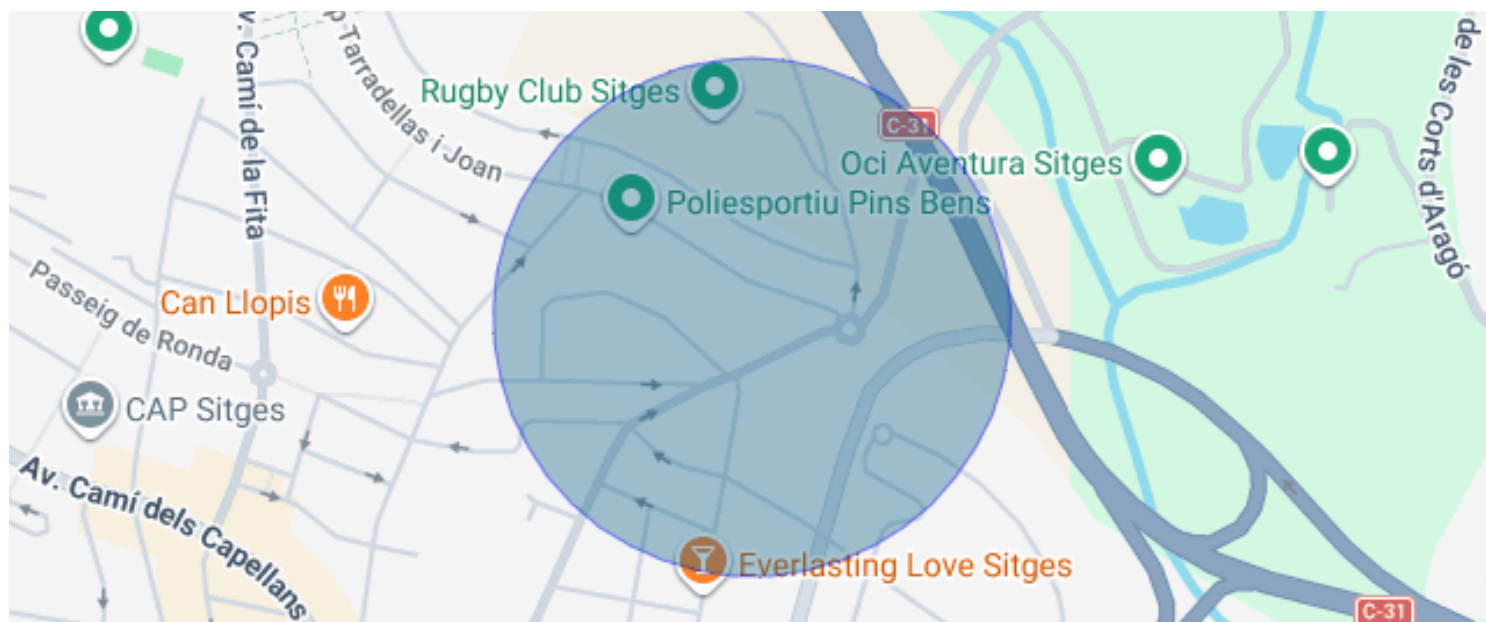 Av. Camí de la Fita
Tarradellas i Joan
Rugby Club Sitges
C-31
Oci Aventura Sitges
de les Corts d'Aragó
Poliesportiu Pins Bens
Can Llopis
Passeig de Ronda
CAP Sitges
Av. Camí dels Capellans
Everlasting Love Sitges
C-31